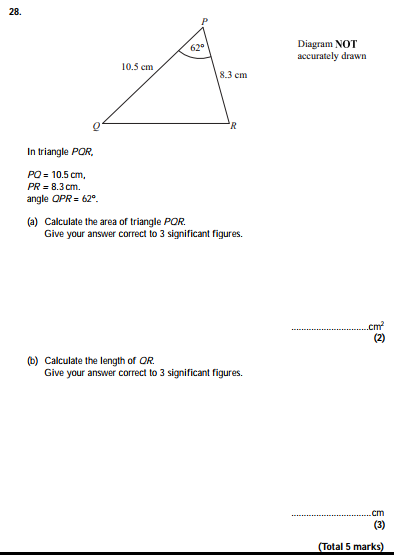 28.
P
62°
10.5 cm
8.3 cm
Q
R
Diagram NOT
accurately drawn
In triangle PQR,
PQ = 10.5 cm,
PR = 8.3 cm.
angle QPR = 62°.
(a) Calculate the area of triangle PQR.
Give your answer correct to 3 significant figures.
..............................cm²
(2)
(b) Calculate the length of QR.
Give your answer correct to 3 significant figures.
..............................cm
(3)
(Total 5 marks)